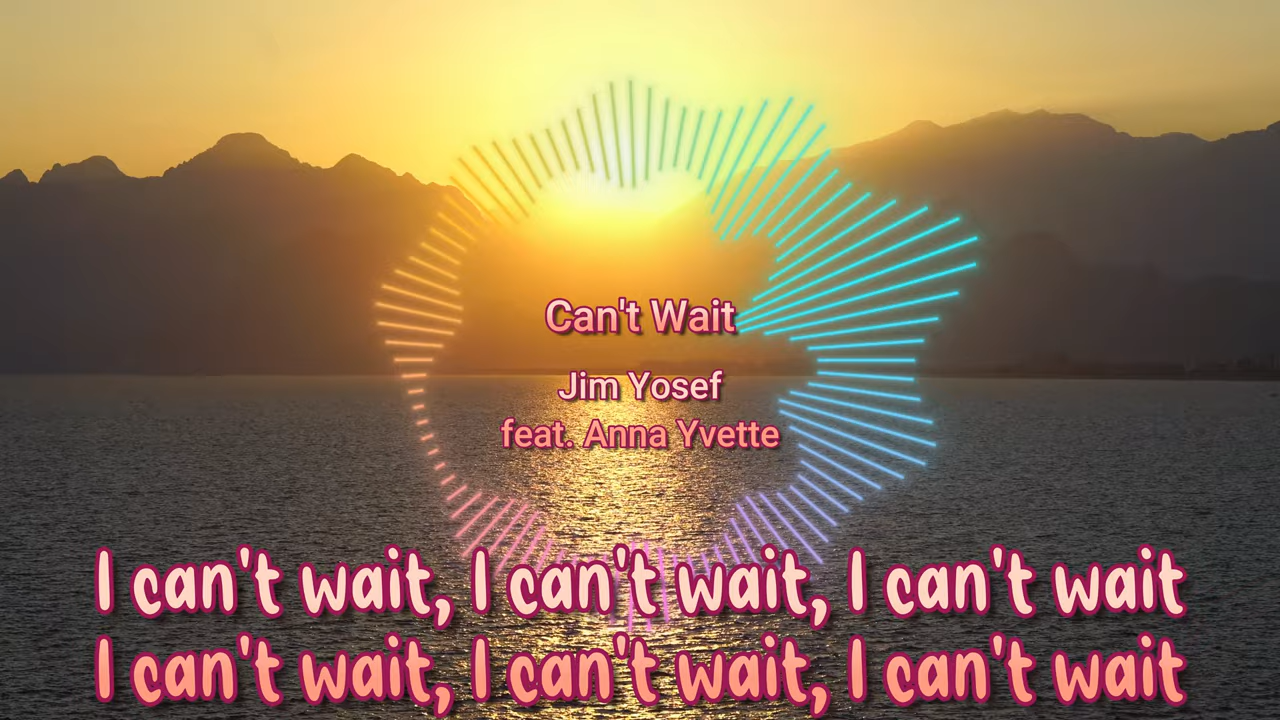 Can't Wait
Jim Yosef
feat. Anna Yvette
I can't wait, I can't wait, I can't wait
I can't wait, I can't wait, I can't wait